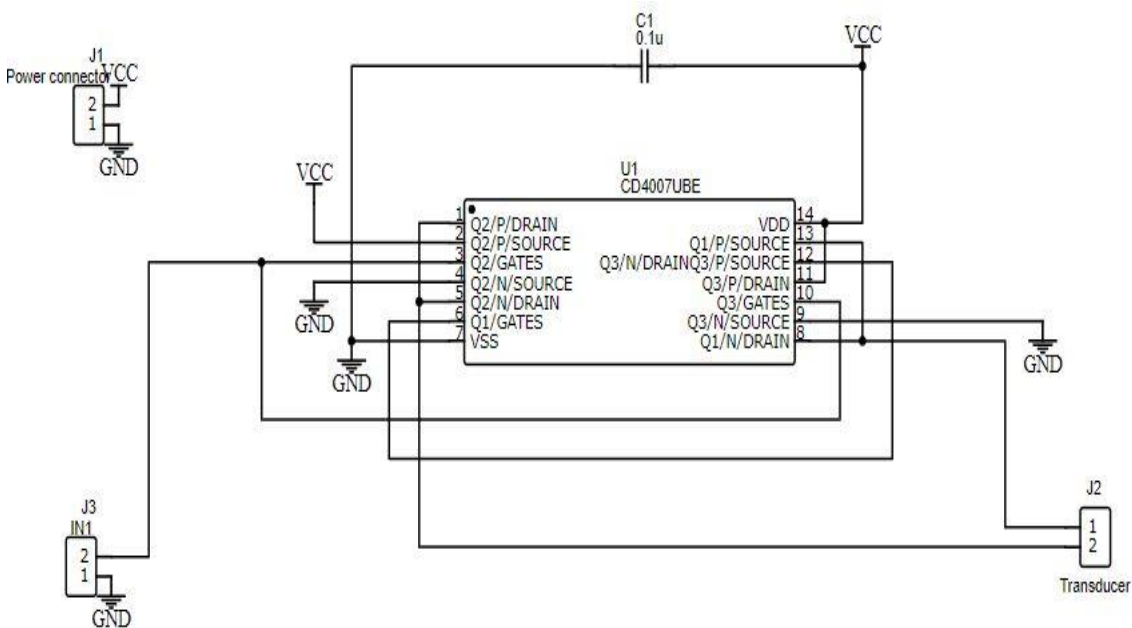 C1
0.1u
VCC
J1
Power connector
VCC
2
1
GND
VCC
U1
CD4007UBE
1
2
3
4
5
6
7
Q2/P/DRAIN
Q2/P/SOURCE
Q2/GATES
Q2/N/SOURCE
Q2/N/DRAIN
Q1/GATES
VSS
VDD
Q1/P/SOURCE
Q3/N/DRAINQ3/P/SOURCE
Q3/P/DRAIN
Q3/GATES
Q3/N/SOURCE
Q1/N/DRAIN
14
13
12
11
10
9
8
GND
GND
GND
J3
IN1
2
1
GND
J2
1
2
Transducer